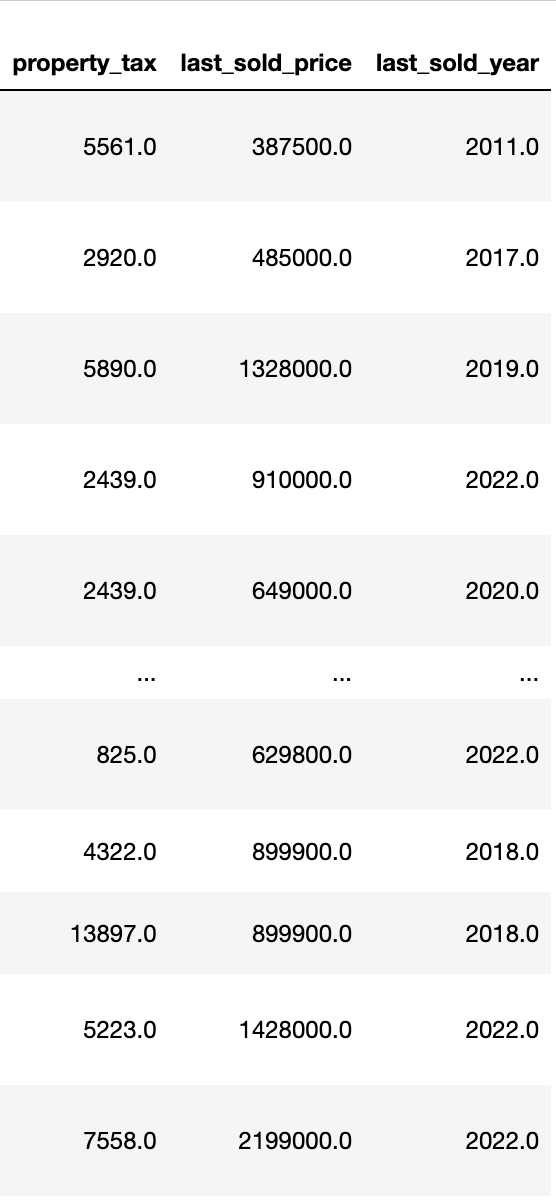 property_tax last_sold_price last_sold_year
5561.0 387500.0 2011.0
2920.0 485000.0 2017.0
5890.0 1328000.0 2019.0
2439.0 910000.0 2022.0
2439.0 649000.0 2020.0
... ... ...
825.0 629800.0 2022.0
4322.0 899900.0 2018.0
13897.0 899900.0 2018.0
5223.0 1428000.0 2022.0
7558.0 2199000.0 2022.0